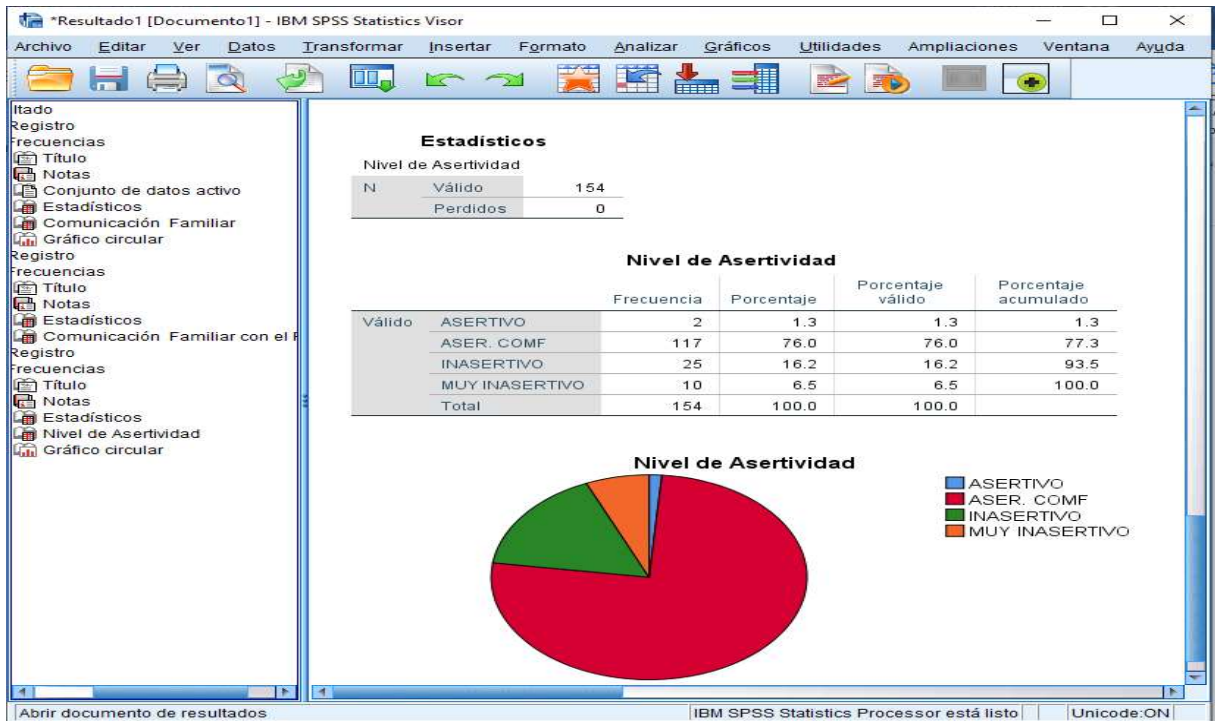 *Resultado1 [Documento1] - IBM SPSS Statistics Visor
Archivo Editar Ver Datos Transformar Insertar Formato Analizar Gráficos Utilidades Ampliaciones Ventana Ayuda
ltado
Registro
Frecuencias
Título
Notas
Conjunto de datos activo
Estadísticos
Comunicación Familiar
Gráfico circular
Registro
Frecuencias
Título
Notas
Estadísticos
Comunicación Familiar con el
Registro
Frecuencias
Título
Notas
Estadísticos
Nivel de Asertividad
Gráfico circular
Estadísticos
Nivel de Asertividad
N Válido 154
Perdidos 0
Nivel de Asertividad
Frecuencia Porcentaje Porcentaje válido Porcentaje acumulado
Válido ASERTIVO 2 1.3 1.3 1.3
ASER. COMF 117 76.0 76.0 77.3
INASERTIVO 25 16.2 16.2 93.5
MUY INASERTIVO 10 6.5 6.5 100.0
Total 154 100.0 100.0
Nivel de Asertividad
ASERTIVO
ASER. COMF
INASERTIVO
MUY INASERTIVO
Abrir documento de resultados IBM SPSS Statistics Processor está listo Unicode:ON